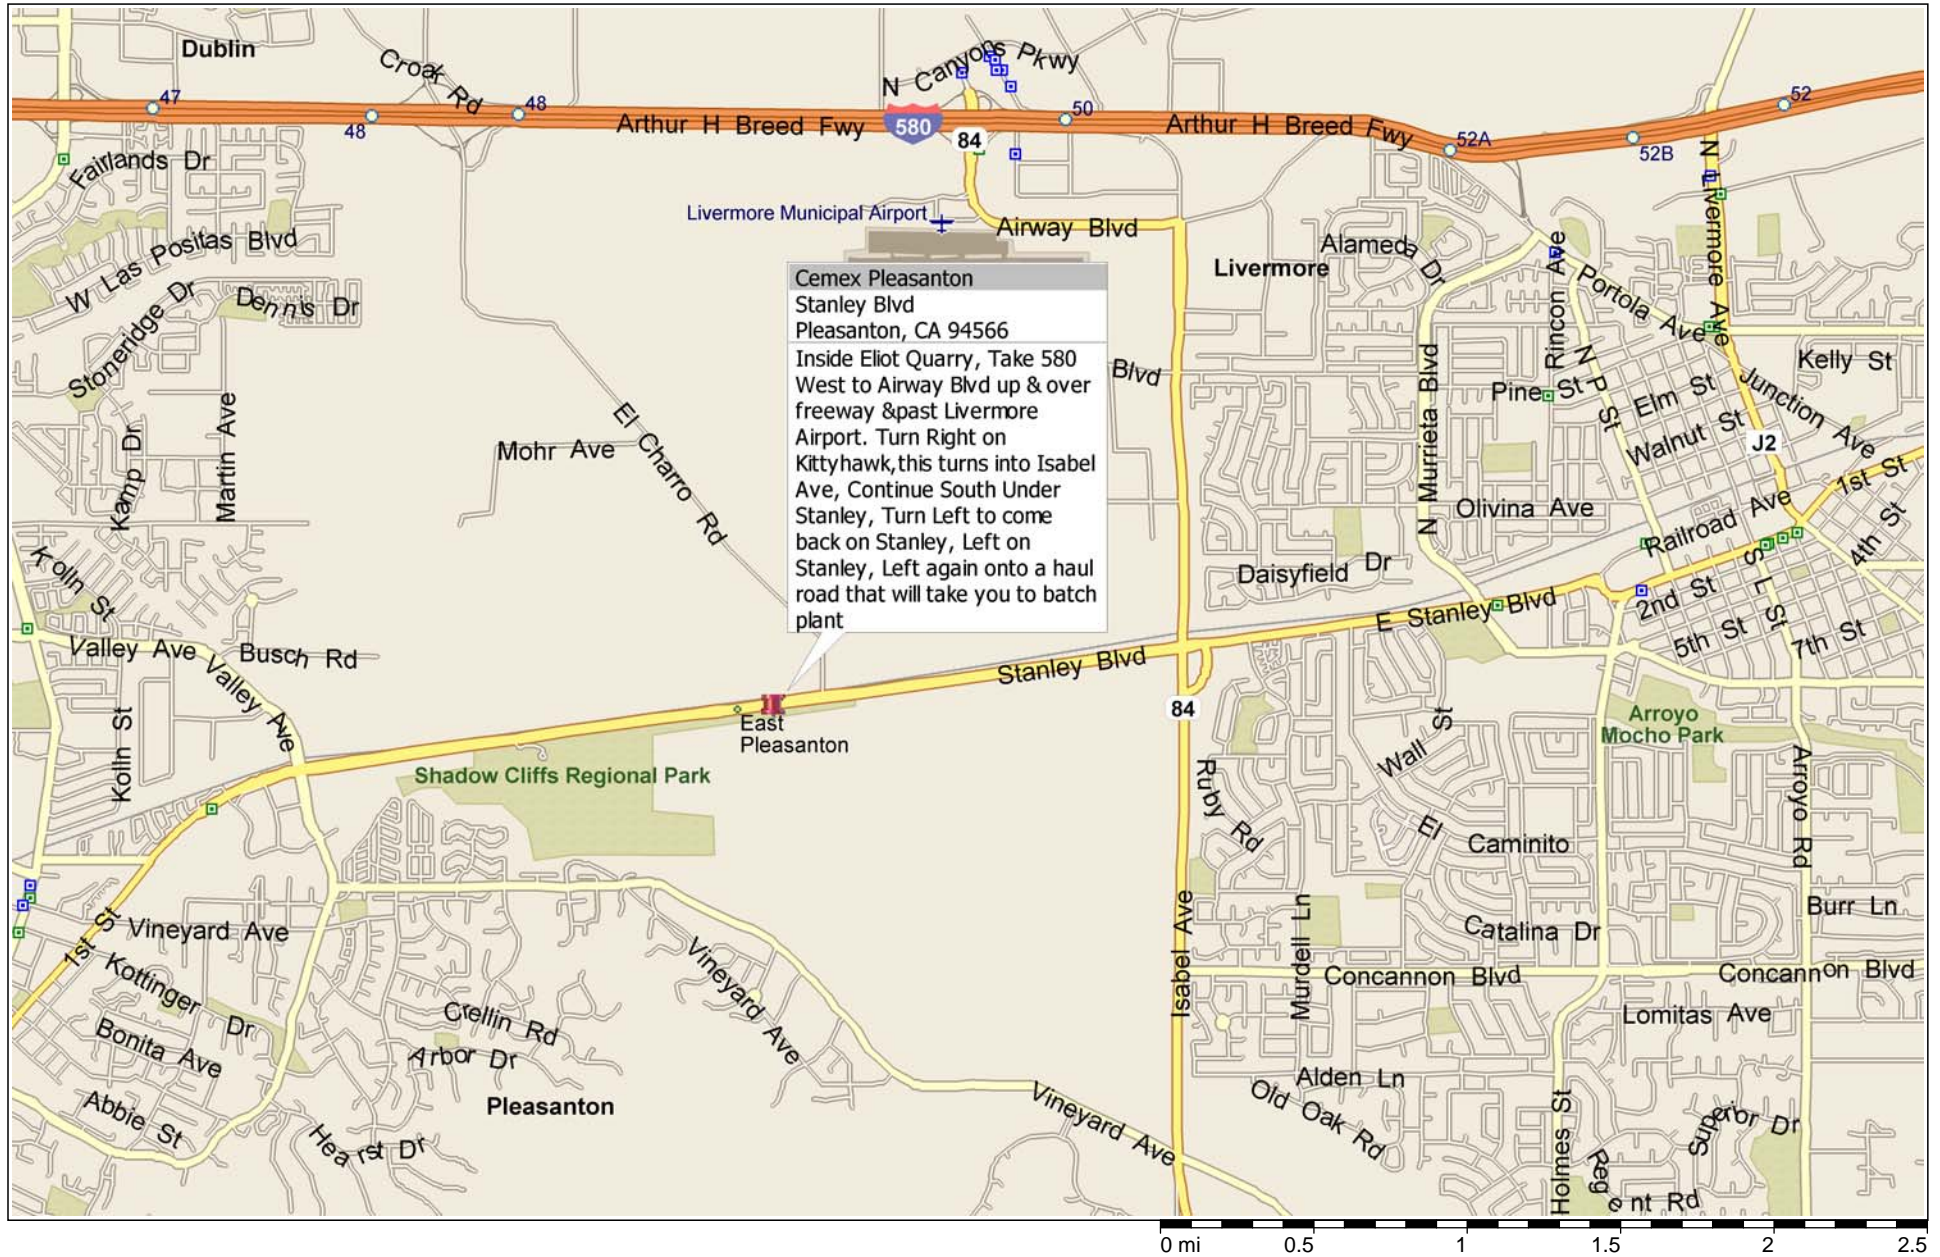 Dublin
Croak Rd
N Canyons Pkwy
47
48
48
50
52
Arthur H Breed Fwy
580
84
Arthur H Breed Fwy
52A
52B
Fairlands Dr
N Livermore Ave
Livermore Municipal Airport
Airway Blvd
W Las Positas Blvd
Alameda Dr
Livermore
Rincon Ave
Portola Ave
Stoneridge Dr
Dennis Dr
Cemex Pleasanton
Stanley Blvd
Pleasanton, CA 94566
Inside Eliot Quarry, Take 580
West to Airway Blvd up & over
freeway &past Livermore
Airport. Turn Right on
Kittyhawk,this turns into Isabel
Ave, Continue South Under
Stanley, Turn Left to come
back on Stanley, Left on
Stanley, Left again onto a haul
road that will take you to batch
plant
Blvd
N Murrieta Blvd
N P St
Kelly St
Pine St
Elm St
Junction Ave
Walnut St
J2
Kamp Dr
Martin Ave
Mohr Ave
El Charro Rd
1st St
Olivina Ave
Railroad Ave
4th St
Kolln St
Daisyfield Dr
S L St
2nd St
E Stanley Blvd
5th St
7th St
Valley Ave
Busch Rd
Valley Ave
Stanley Blvd
84
East
Pleasanton
Kolln St
Shadow Cliffs Regional Park
Wall St
Arroyo
Mocho Park
Ruby Rd
El Caminito
Arroyo Rd
1st St
Vineyard Ave
Isabel Ave
Murdell Ln
Catalina Dr
Burr Ln
Kottinger Dr
Vineyard Ave
Concannon Blvd
Concannon Blvd
Crellin Rd
Lomitas Ave
Bonita Ave
Arbor Dr
Alden Ln
Old Oak Rd
Abbie St
Pleasanton
Vineyard Ave
Holmes St
Superior Dr
Hearst Dr
Regent Rd
0 mi
0.5
1
1.5
2
2.5